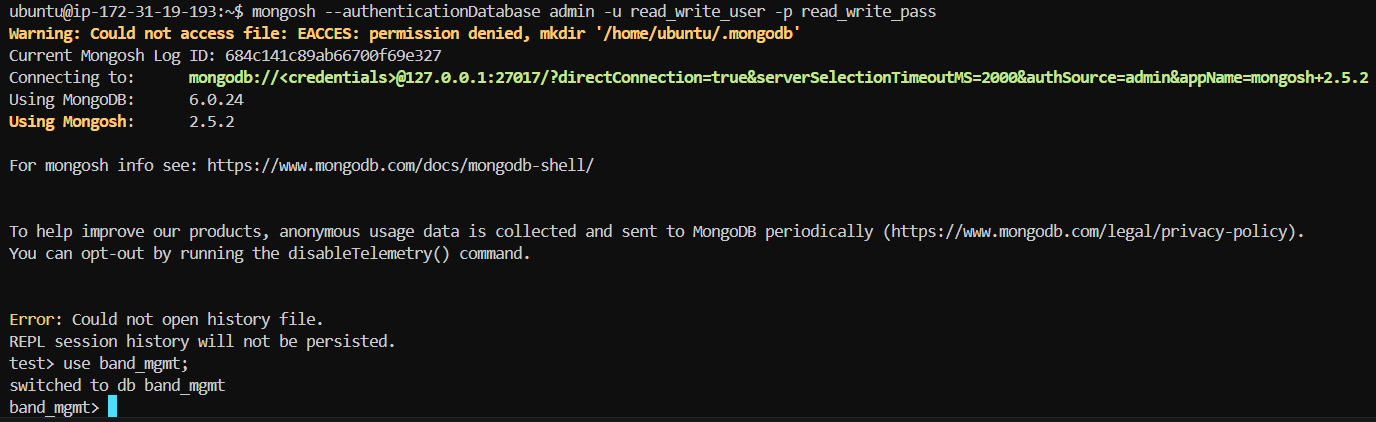 ubuntu@ip-172-31-19-193:~$ mongosh --authenticationDatabase admin -u read_write_user -p read_write_pass
Warning: Could not access file: EACCES: permission denied, mkdir '/home/ubuntu/.mongodb'
Current Mongosh Log ID: 684c141c89ab66700f69e327
Connecting to:      mongodb://<credentials>@127.0.0.1:27017/?directConnection=true&serverSelectionTimeoutMS=2000&authSource=admin&appName=mongosh+2.5.2
Using MongoDB:      6.0.24
Using Mongosh:      2.5.2
For mongosh info see: https://www.mongodb.com/docs/mongodb-shell/
To help improve our products, anonymous usage data is collected and sent to MongoDB periodically (https://www.mongodb.com/legal/privacy-policy).
You can opt-out by running the disableTelemetry() command.
Error: Could not open history file.
REPL session history will not be persisted.
test> use band_mgmt;
switched to db band_mgmt
band_mgmt>